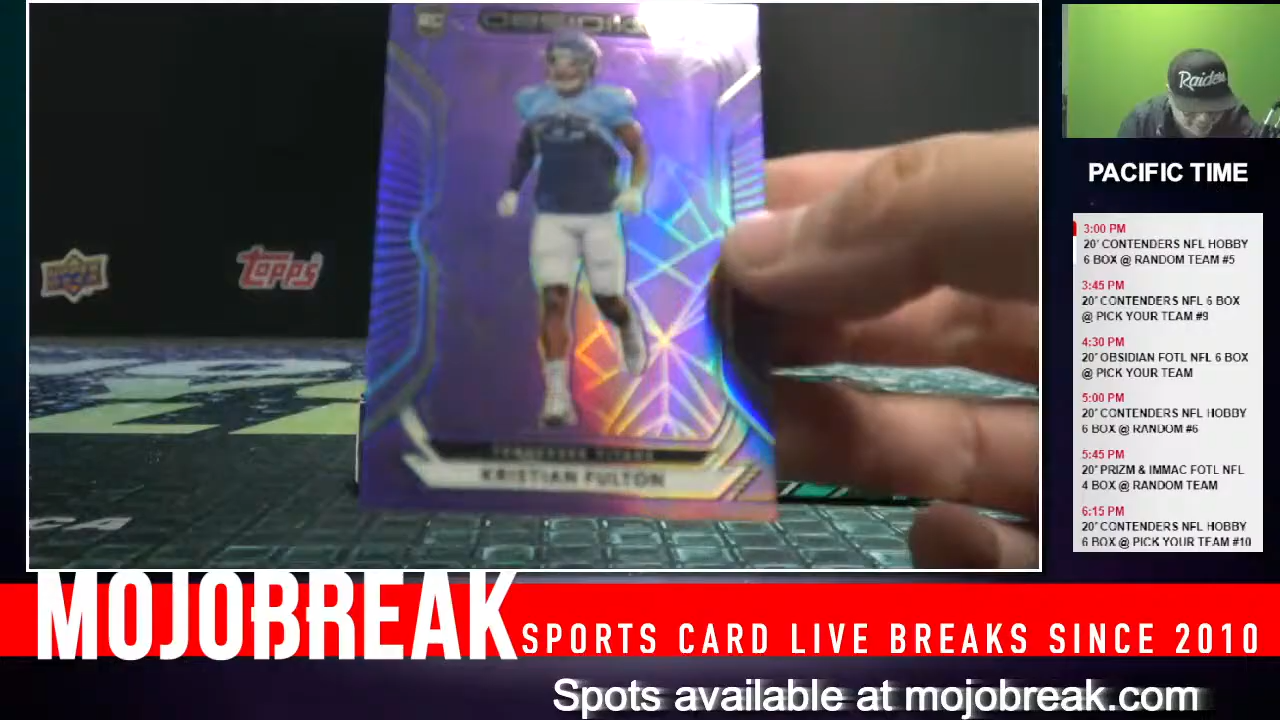 OBSIDIAN
TENNESSEE TITANS
KRISTIAN FULTON
Topps
Raiders
PACIFIC TIME
3:00 PM
20' CONTENDERS NFL HOBBY
6 BOX @ RANDOM TEAM #5
3:45 PM
20' CONTENDERS NFL 6 BOX
@ PICK YOUR TEAM #9
4:30 PM
20' OBSIDIAN FOTL NFL 6 BOX
@ PICK YOUR TEAM
5:00 PM
20' CONTENDERS NFL HOBBY
6 BOX @ RANDOM #6
5:45 PM
20' PRIZM & IMMAC FOTL NFL
4 BOX @ RANDOM TEAM
6:15 PM
20' CONTENDERS NFL HOBBY
6 BOX @ PICK YOUR TEAM #10
MOJOBREAK
SPORTS CARD LIVE BREAKS SINCE 2010
Spots available at mojobreak.com